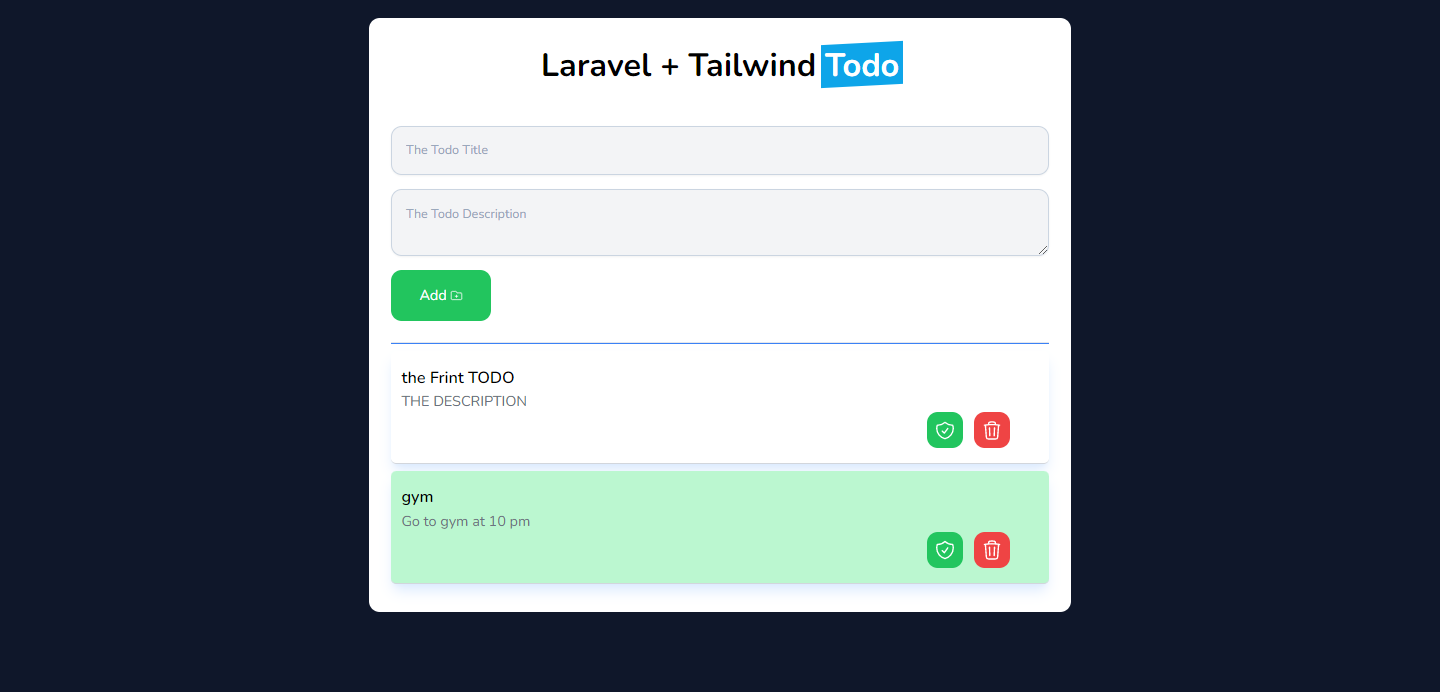 Laravel + Tailwind Todo
The Todo Title
The Todo Description
Add
the Frint TODO
THE DESCRIPTION
gym
Go to gym at 10 pm